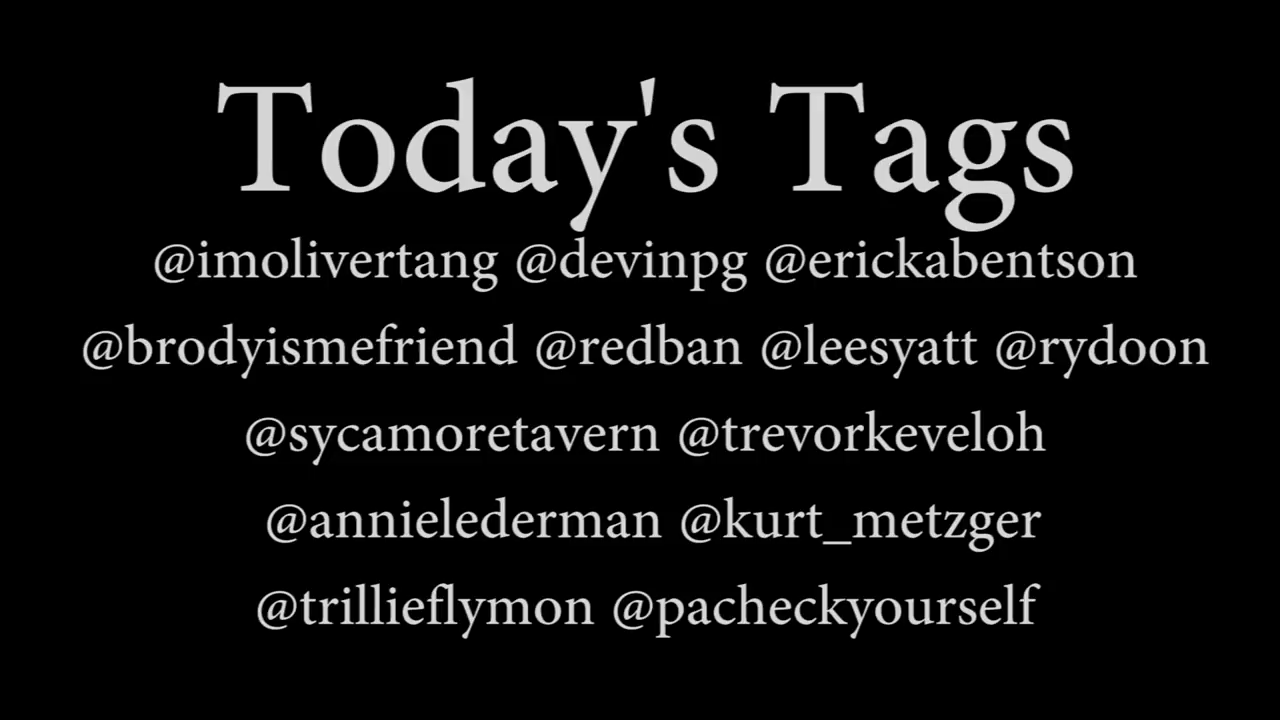 Today's Tags
@imolivertang @devinpg @erickabentson
@brodyismefriend @redban @leesyatt @rydoon
@sycamoretavern @trevorkeveloh
@annielederman @kurt_metzger
@trillieflymon @pacheckyourself